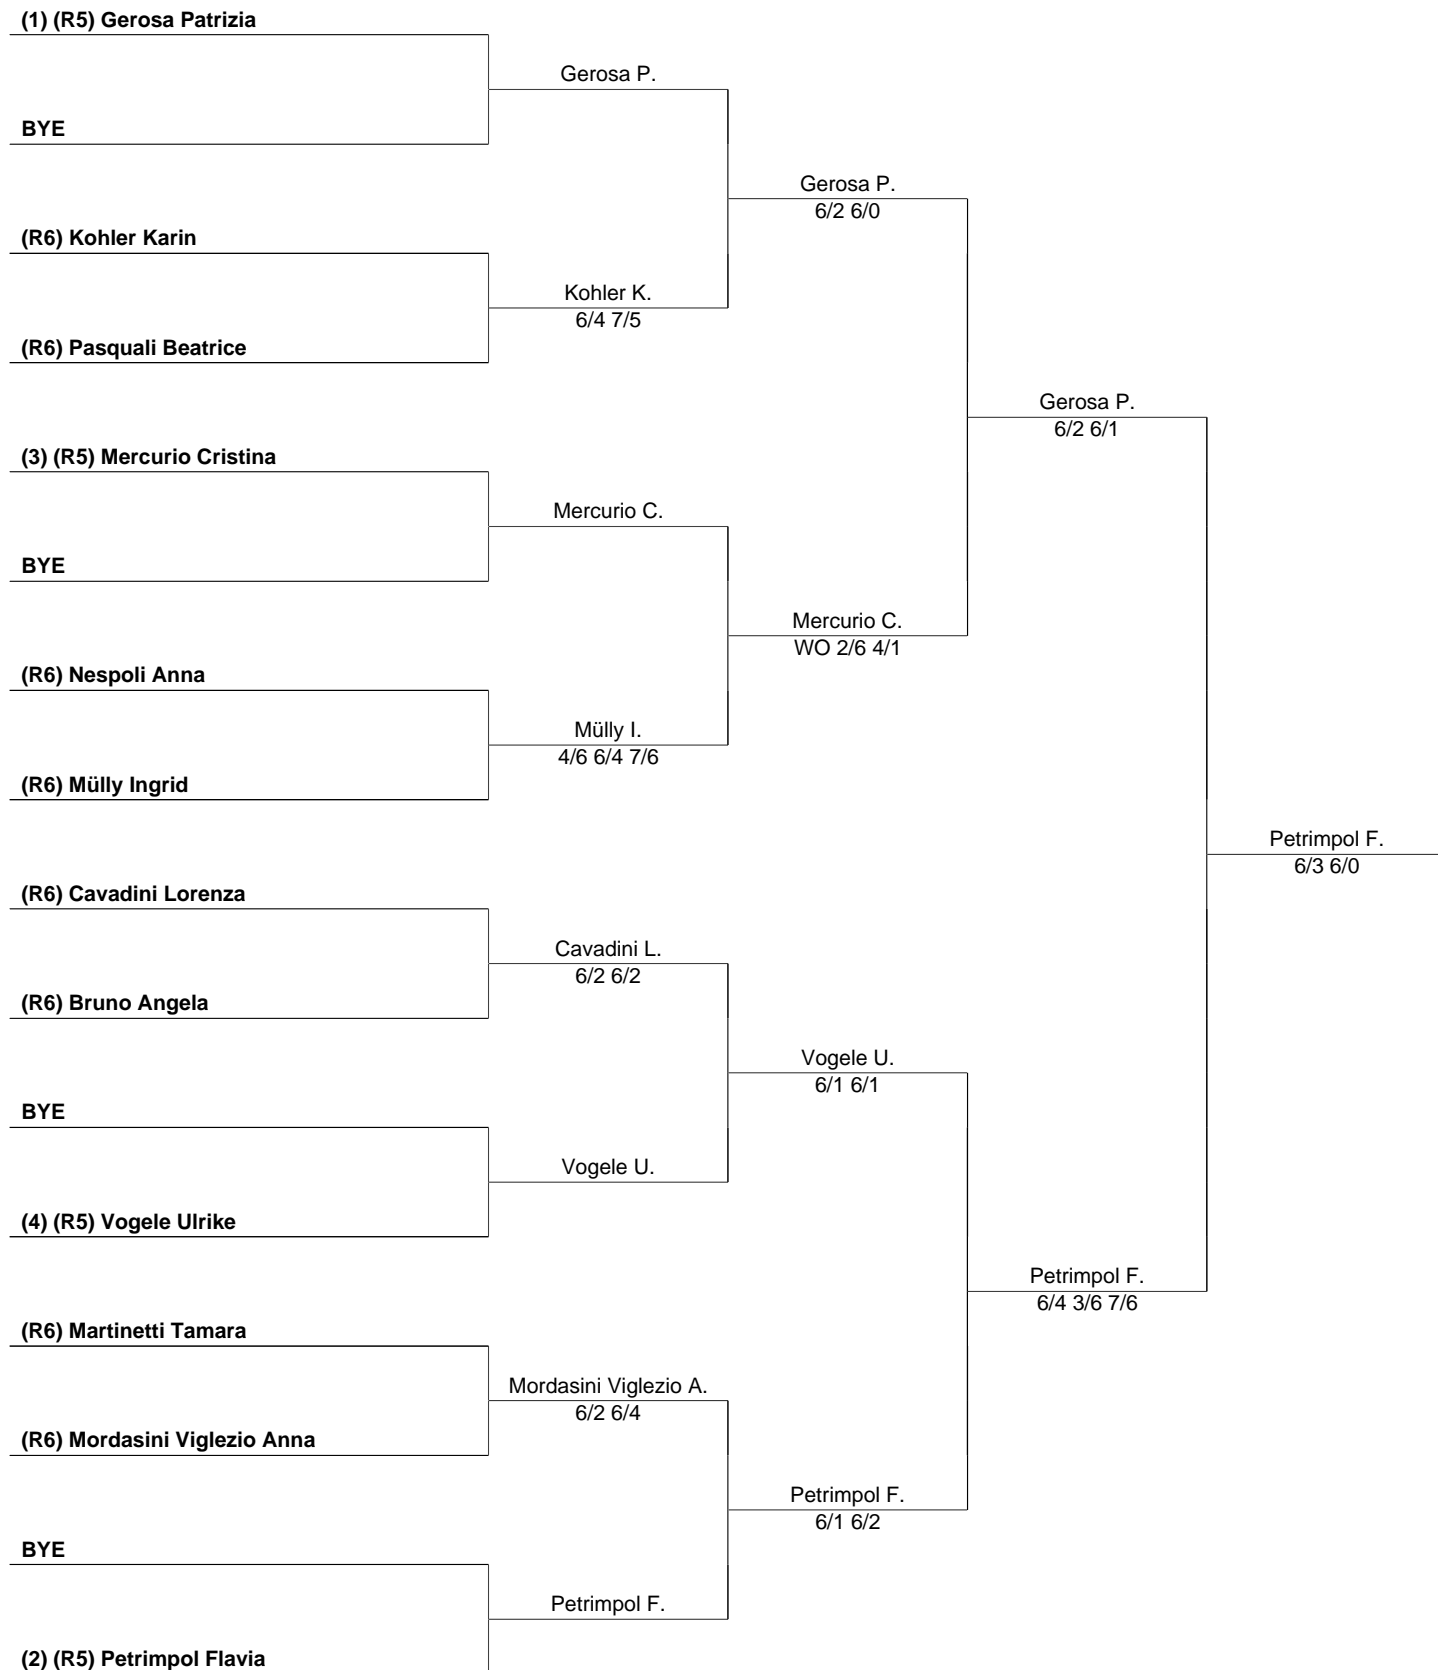 (1) (R5) Gerosa Patrizia
Gerosa P.
BYE
Gerosa P.
6/2 6/0
(R6) Kohler Karin
Kohler K.
6/4 7/5
(R6) Pasquali Beatrice
Gerosa P.
6/2 6/1
(3) (R5) Mercurio Cristina
Mercurio C.
BYE
Mercurio C.
WO 2/6 4/1
(R6) Nespoli Anna
Mülly I.
4/6 6/4 7/6
(R6) Mülly Ingrid
Petrimpol F.
6/3 6/0
(R6) Cavadini Lorenza
Cavadini L.
6/2 6/2
(R6) Bruno Angela
Vogele U.
6/1 6/1
BYE
Vogele U.
(4) (R5) Vogele Ulrike
Petrimpol F.
6/4 3/6 7/6
(R6) Martinetti Tamara
Mordasini Viglezio A.
6/2 6/4
(R6) Mordasini Viglezio Anna
Petrimpol F.
6/1 6/2
BYE
Petrimpol F.
(2) (R5) Petrimpol Flavia